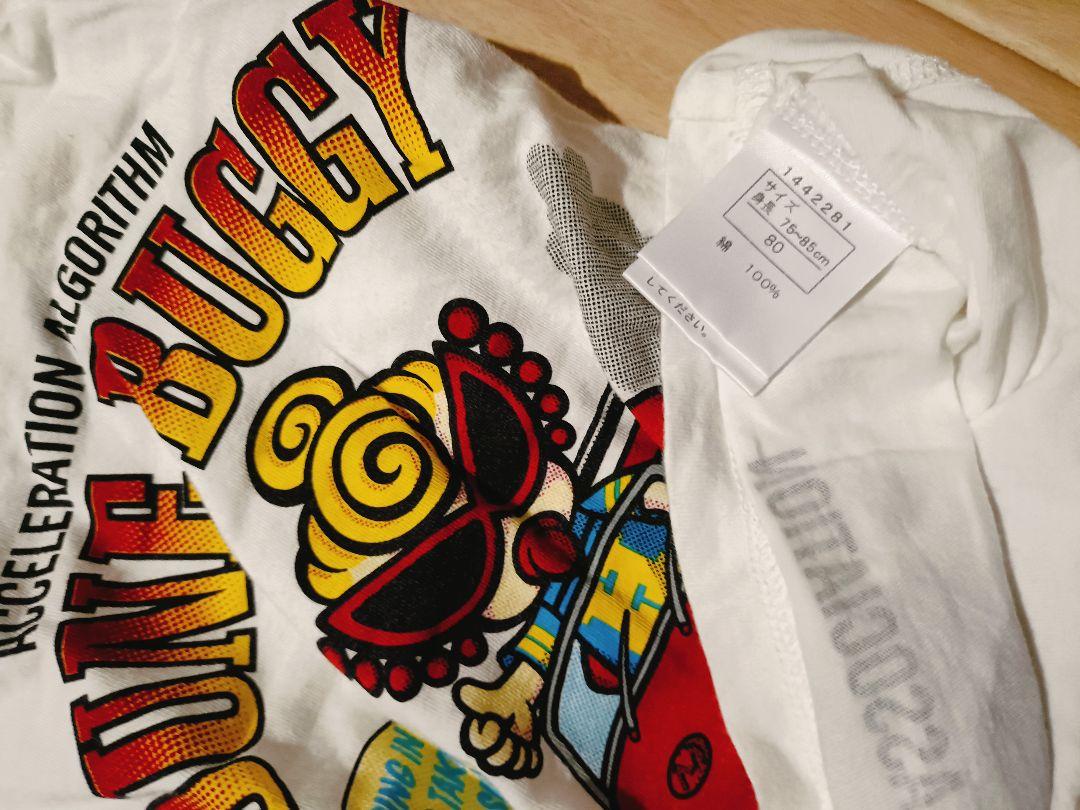 ACCELERATION ALGORITHM
DUNE BUGGY
1442281
サイズ
身長 75~85cm
80
綿 100%
してください。
ASSOCIATION